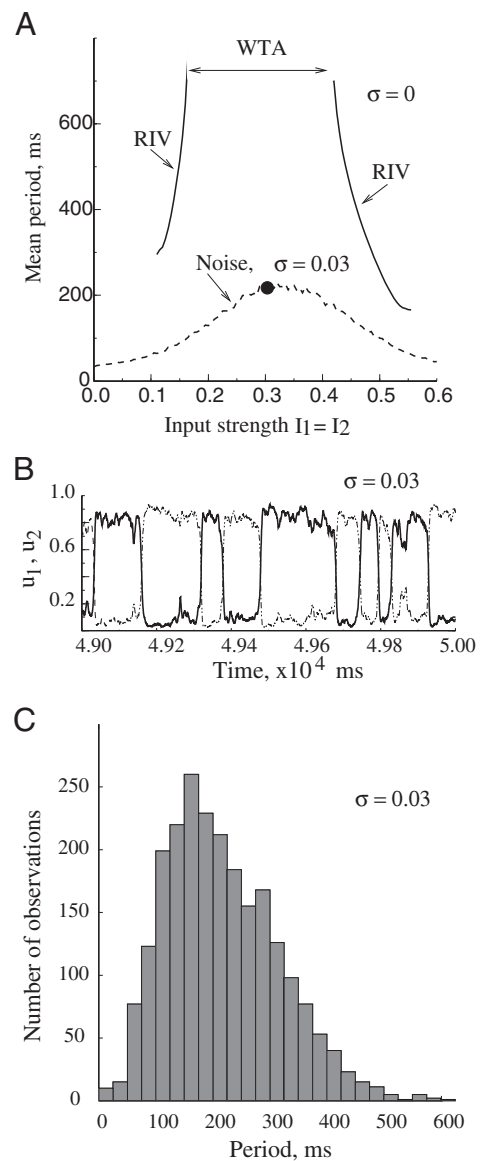 A
WTA
σ = 0
600
RIV
RIV
400
Mean period, ms
Noise, σ = 0.03
200
0
0.0 0.1 0.2 0.3 0.4 0.5 0.6
Input strength I1 = I2
B
σ = 0.03
1.0
0.6
0.2
u1 , u2
4.90 4.92 4.94 4.96 4.98 5.00
Time, x10^4 ms
C
σ = 0.03
250
200
150
100
50
0
Number of observations
0 100 200 300 400 500 600
Period, ms